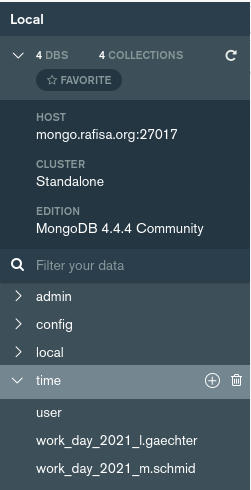 Local
4 DBS 4 COLLECTIONS
FAVORITE
HOST
mongo.rafisa.org:27017
CLUSTER
Standalone
EDITION
MongoDB 4.4.4 Community
Filter your data
admin
config
local
time
user
work_day_2021_l.gaechter
work_day_2021_m.schmid